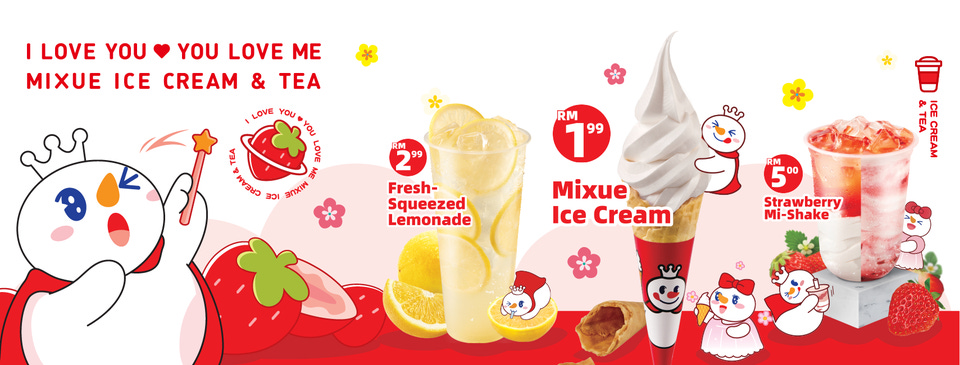 I LOVE YOU ❤ YOU LOVE ME
MIXUE ICE CREAM & TEA
I LOVE YOU ❤ YOU LOVE ME MIXUE ICE CREAM & TEA
RM
2.99
Fresh-
Squeezed
Lemonade
RM
1.99
Mixue
Ice Cream
RM
5.00
Strawberry
Mi-Shake
ICE CREAM
& TEA